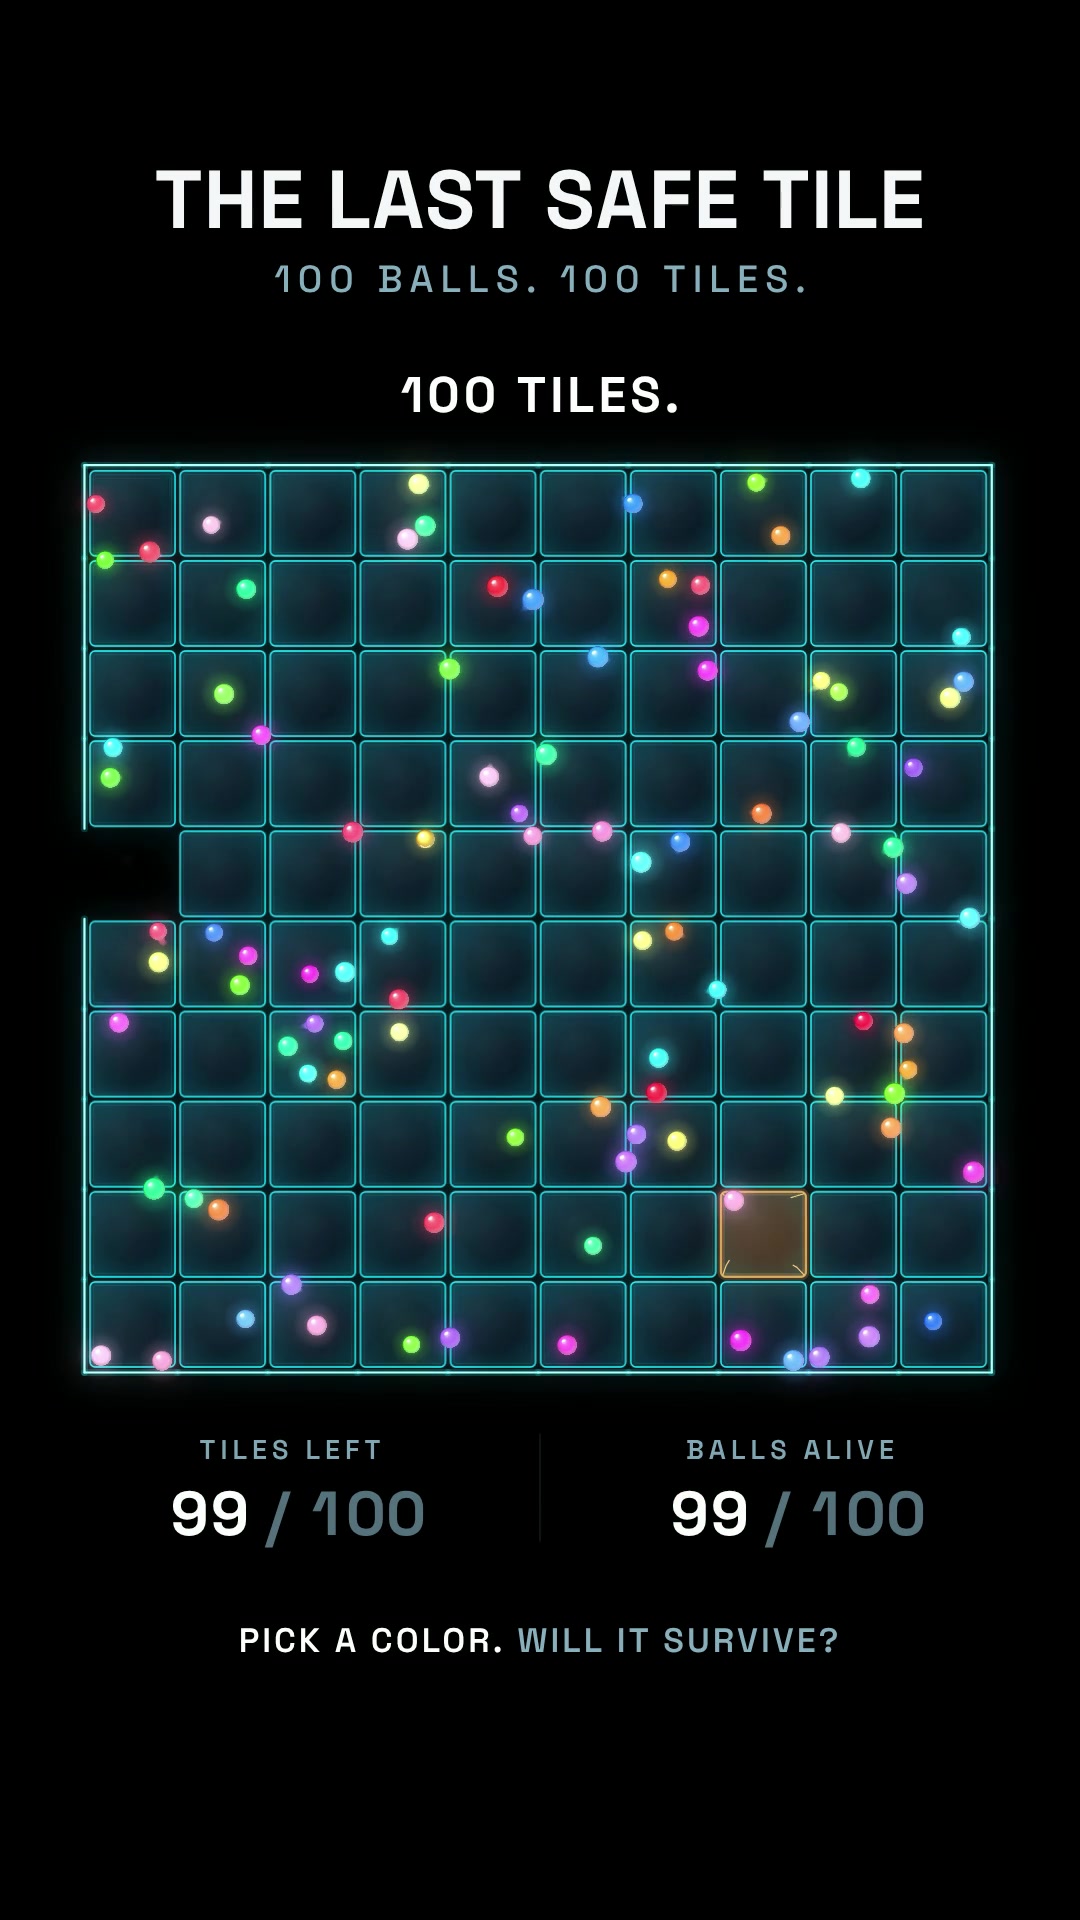 THE LAST SAFE TILE
100 BALLS. 100 TILES.
100 TILES.
TILES LEFT
99 / 100
BALLS ALIVE
99 / 100
PICK A COLOR. WILL IT SURVIVE?